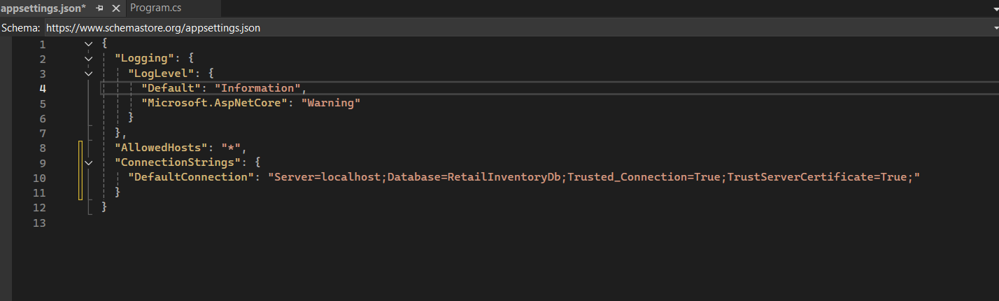 appsettings.json* Program.cs
Schema: https://www.schemastore.org/appsettings.json
1 {
2 "Logging": {
3 "LogLevel": {
4 "Default": "Information",
5 "Microsoft.AspNetCore": "Warning"
6 }
7 },
8 "AllowedHosts": "*",
9 "ConnectionStrings": {
10 "DefaultConnection": "Server=localhost;Database=RetailInventoryDb;Trusted_Connection=True;TrustServerCertificate=True;"
11 }
12 }
13